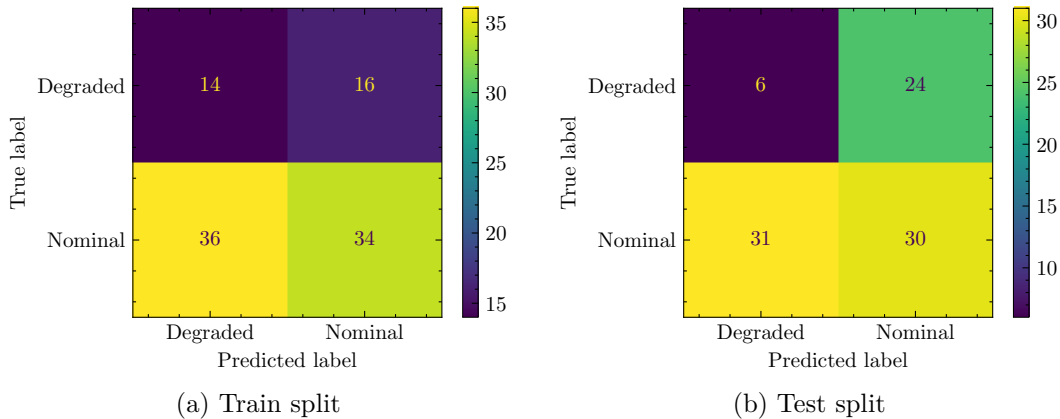 Degraded
Nominal
True label
14
16
36
34
Degraded
Nominal
Predicted label
35
30
25
20
15
(a) Train split
Degraded
Nominal
True label
6
24
31
30
Degraded
Nominal
Predicted label
30
25
20
15
10
(b) Test split